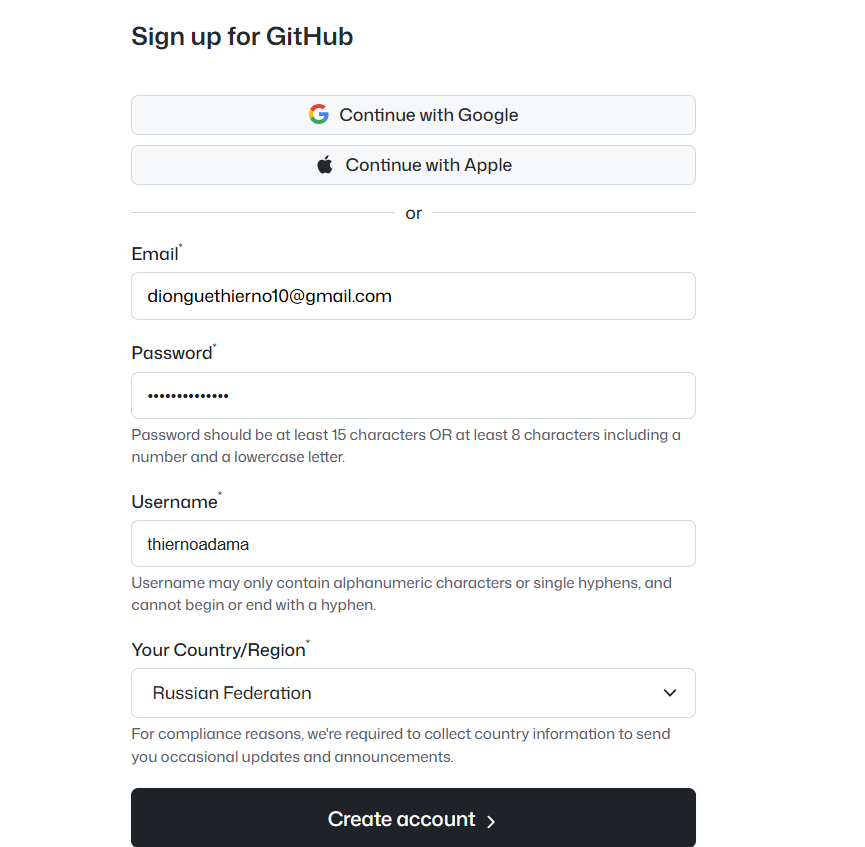 Sign up for GitHub
Continue with Google
Continue with Apple
or
Email*
dionguethierno10@gmail.com
Password*
••••••••••••••
Password should be at least 15 characters OR at least 8 characters including a
number and a lowercase letter.
Username*
thiernoadama
Username may only contain alphanumeric characters or single hyphens, and
cannot begin or end with a hyphen.
Your Country/Region*
Russian Federation
For compliance reasons, we're required to collect country information to send
you occasional updates and announcements.
Create account